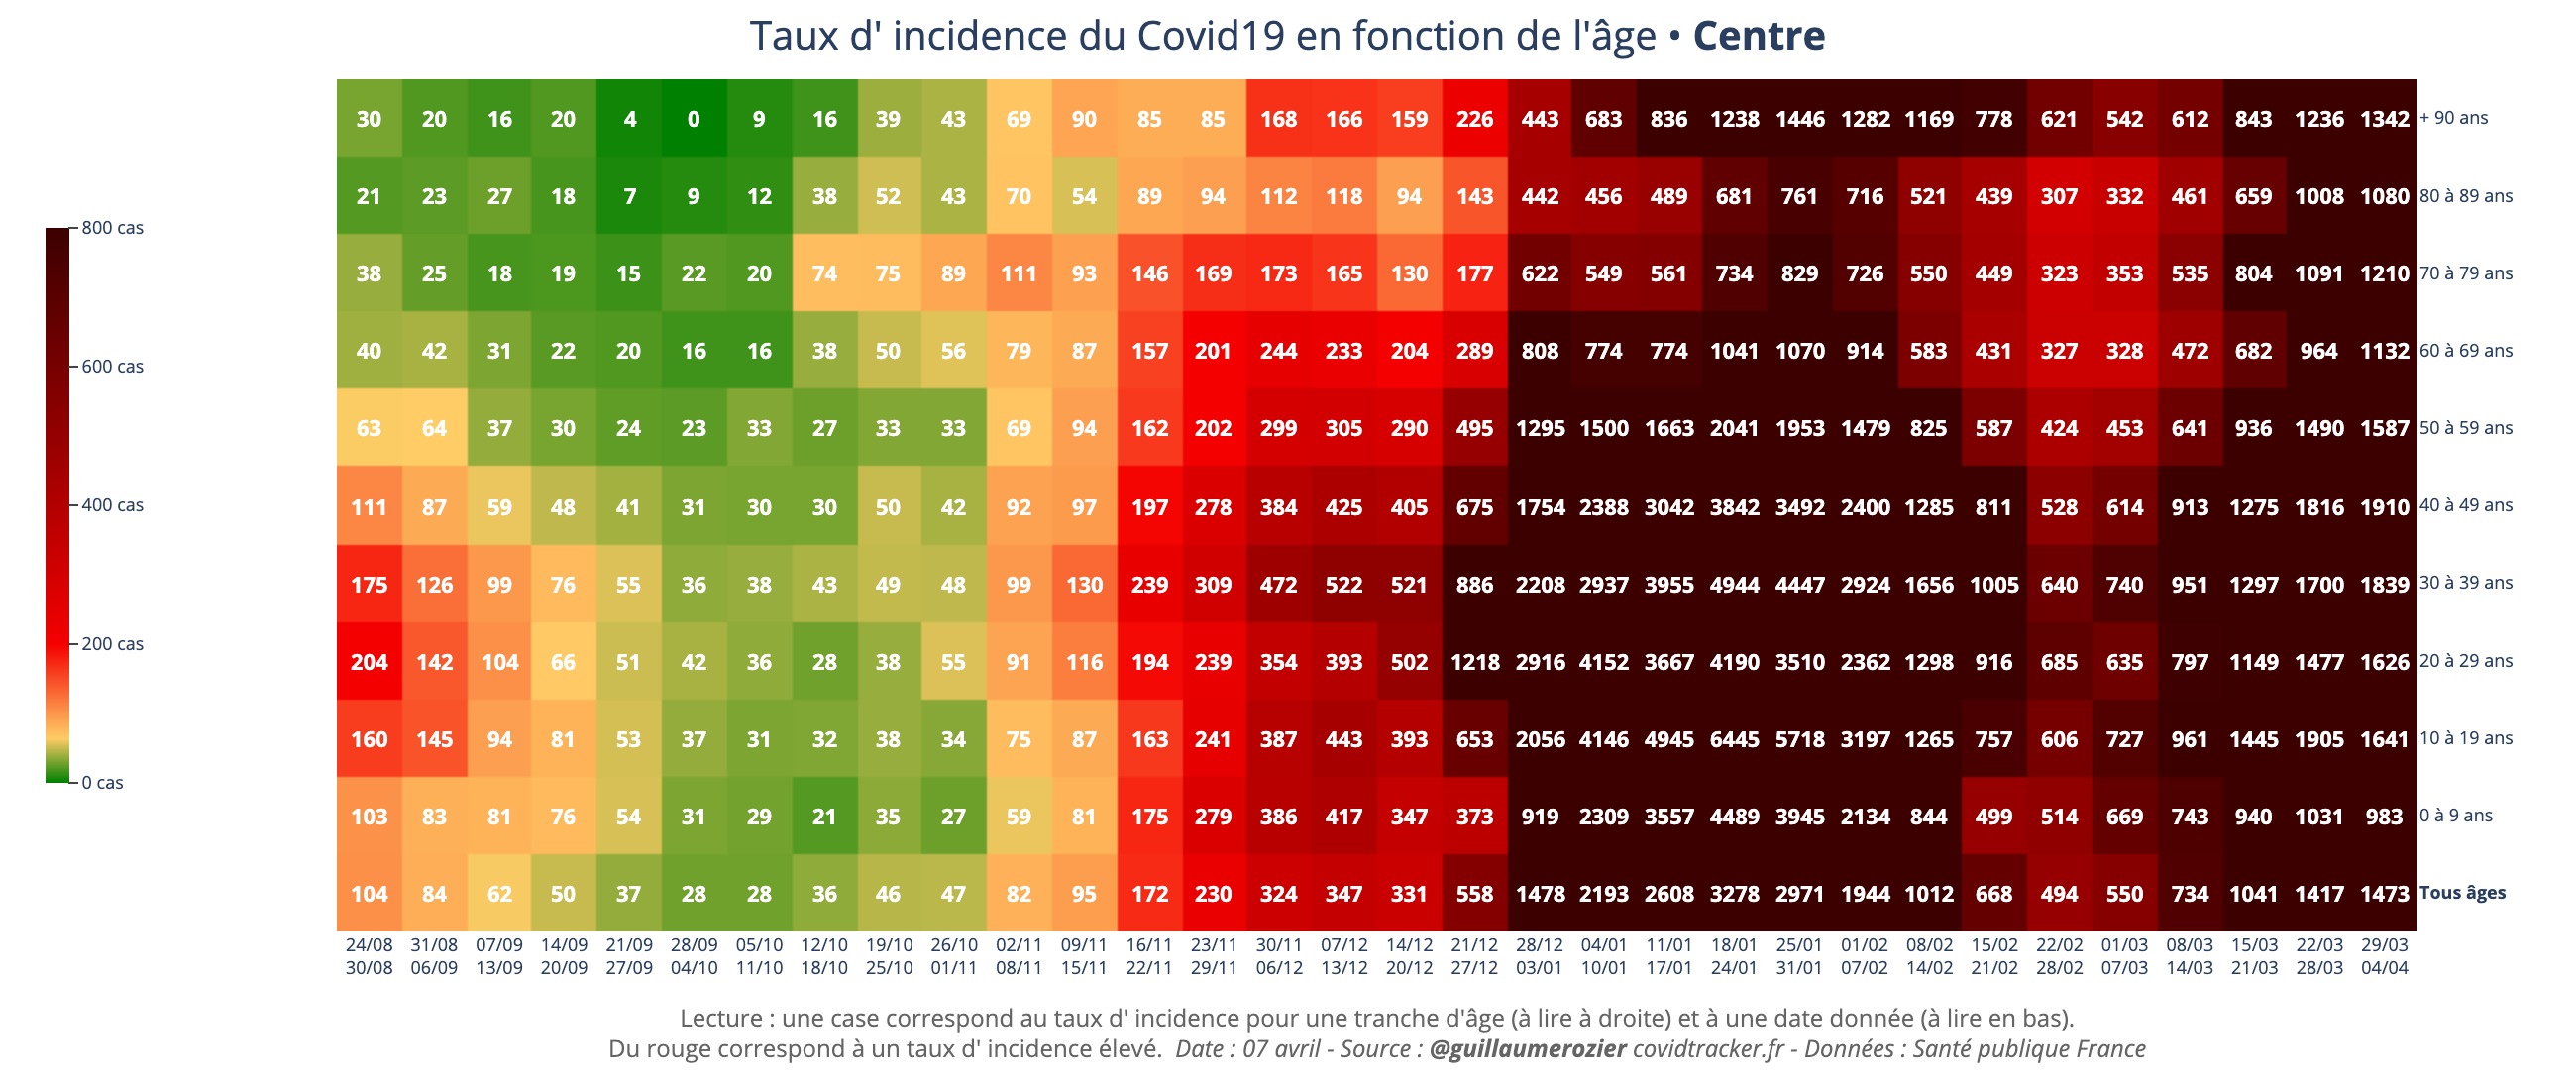 Taux d' incidence du Covid19 en fonction de l'âge • Centre
800 cas
600 cas
400 cas
200 cas
0 cas
30 20 16 20 4 0 9 16 39 43 69 90 85 85 168 166 159 226 443 683 836 1238 1446 1282 1169 778 621 542 612 843 1236 1342 + 90 ans
21 23 27 18 7 9 12 38 52 43 70 54 89 94 112 118 94 143 442 456 489 681 761 716 521 439 307 332 461 659 1008 1080 80 à 89 ans
38 25 18 19 15 22 20 74 75 89 111 93 146 169 173 165 130 177 622 549 561 734 829 726 550 449 323 353 535 804 1091 1210 70 à 79 ans
40 42 31 22 20 16 16 38 50 56 79 87 157 201 244 233 204 289 808 774 774 1041 1070 914 583 431 327 328 472 682 964 1132 60 à 69 ans
63 64 37 30 24 23 33 27 33 33 69 94 162 202 299 305 290 495 1295 1500 1663 2041 1953 1479 825 587 424 453 641 936 1490 1587 50 à 59 ans
111 87 59 48 41 31 30 30 50 42 92 97 197 278 384 425 405 675 1754 2388 3042 3842 3492 2400 1285 811 528 614 913 1275 1816 1910 40 à 49 ans
175 126 99 76 55 36 38 43 49 48 99 130 239 309 472 522 521 886 2208 2937 3955 4944 4447 2924 1656 1005 640 740 951 1297 1700 1839 30 à 39 ans
204 142 104 66 51 42 36 28 38 55 91 116 194 239 354 393 502 1218 2916 4152 3667 4190 3510 2362 1298 916 685 635 797 1149 1477 1626 20 à 29 ans
160 145 94 81 53 37 31 32 38 34 75 87 163 241 387 443 393 653 2056 4146 4945 6445 5718 3197 1265 757 606 727 961 1445 1905 1641 10 à 19 ans
103 83 81 76 54 31 29 21 35 27 59 81 175 279 386 417 347 373 919 2309 3557 4489 3945 2134 844 499 514 669 743 940 1031 983 0 à 9 ans
104 84 62 50 37 28 28 36 46 47 82 95 172 230 324 347 331 558 1478 2193 2608 3278 2971 1944 1012 668 494 550 734 1041 1417 1473 Tous âges
24/08 31/08 07/09 14/09 21/09 28/09 05/10 12/10 19/10 26/10 02/11 09/11 16/11 23/11 30/11 07/12 14/12 21/12 28/12 04/01 11/01 18/01 25/01 01/02 08/02 15/02 22/02 01/03 08/03 15/03 22/03 29/03
30/08 06/09 13/09 20/09 27/09 04/10 11/10 18/10 25/10 01/11 08/11 15/11 22/11 29/11 06/12 13/12 20/12 27/12 03/01 10/01 17/01 24/01 31/01 07/02 14/02 21/02 28/02 07/03 14/03 21/03 28/03 04/04
Lecture : une case correspond au taux d' incidence pour une tranche d'âge (à lire à droite) et à une date donnée (à lire en bas).
Du rouge correspond à un taux d' incidence élevé. Date : 07 avril - Source : @guillaumerozier covidtracker.fr - Données : Santé publique France